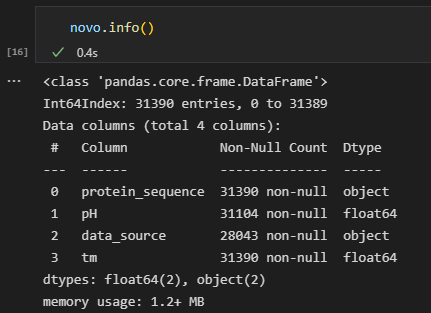 novo.info()
[16]
0.4s
...
<class 'pandas.core.frame.DataFrame'>
Int64Index: 31390 entries, 0 to 31389
Data columns (total 4 columns):
 #   Column            Non-Null Count  Dtype
---  ------            --------------  -----
 0   protein_sequence  31390 non-null  object
 1   pH                31104 non-null  float64
 2   data_source       28043 non-null  object
 3   tm                31390 non-null  float64
dtypes: float64(2), object(2)
memory usage: 1.2+ MB